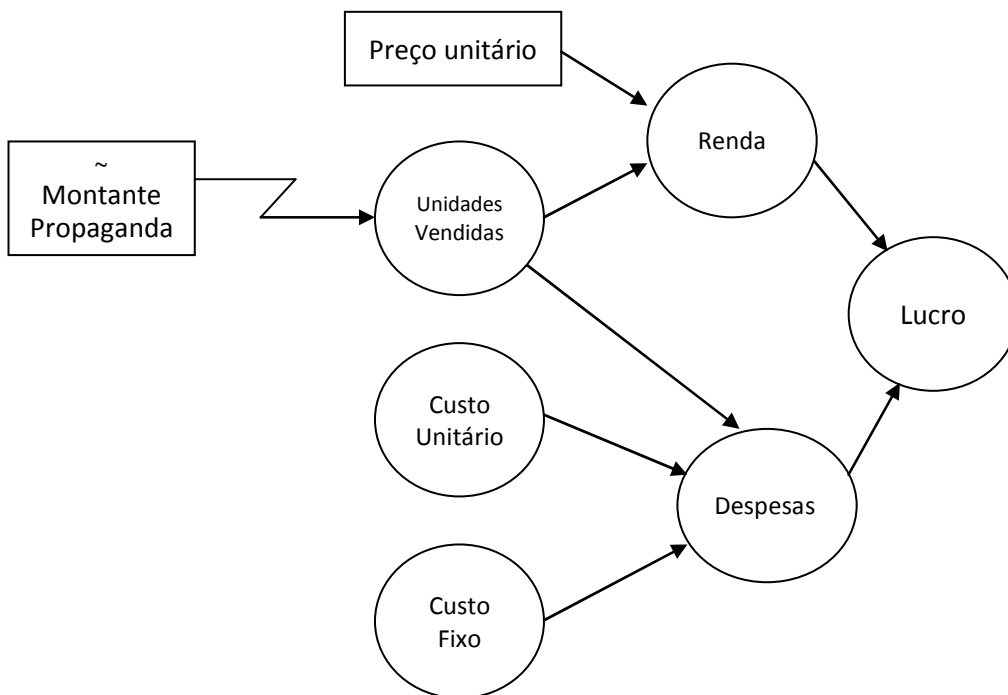 Preço unitário
Renda
~
Montante
Propaganda
Unidades
Vendidas
Lucro
Custo
Unitário
Despesas
Custo
Fixo